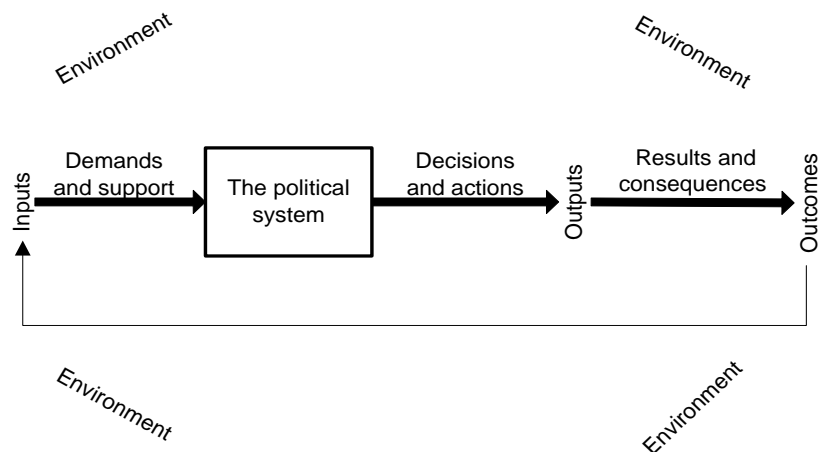 Environment
Environment
Demands
and support
Decisions
and actions
Results and
consequences
Inputs
The political
system
Outputs
Outcomes
Environment
Environment